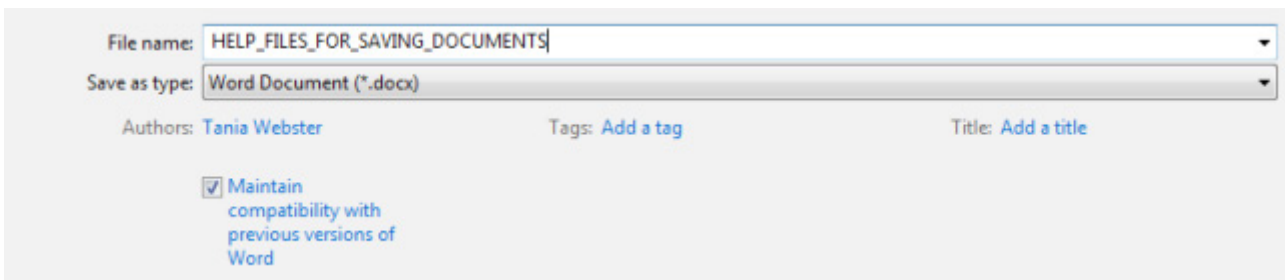 File name: HELP_FILES_FOR_SAVING_DOCUMENTS
Save as type: Word Document (*.docx)
Authors: Tania Webster Tags: Add a tag Title: Add a title
Maintain
compatibility with
previous versions of
Word